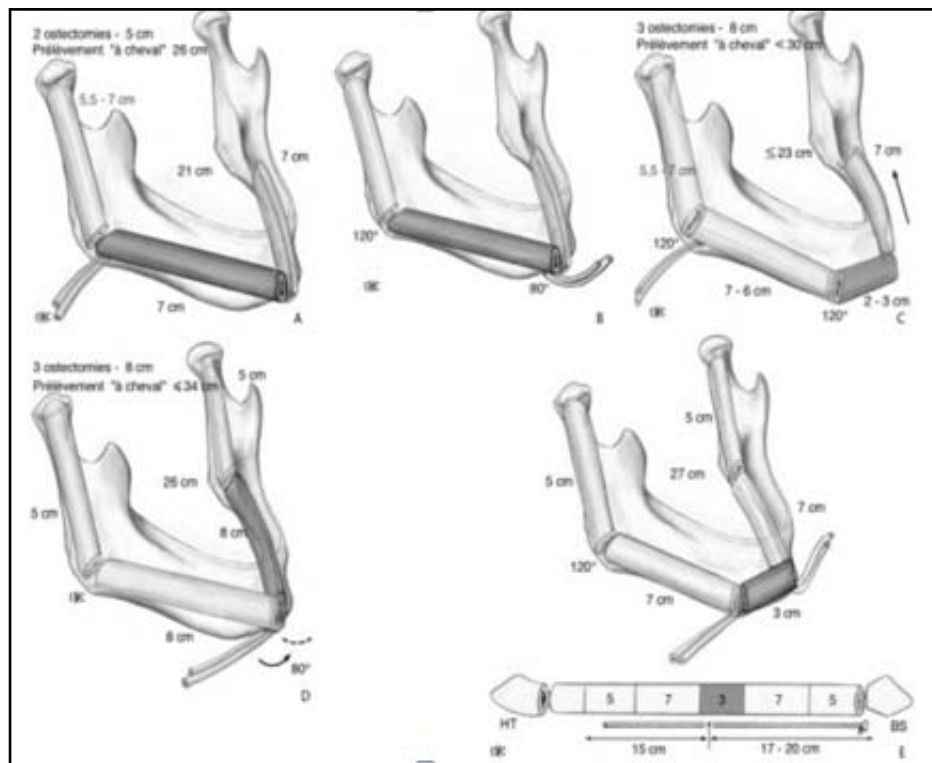 2 ostectomies - 5 cm
Prélèvement "à cheval" 26 cm
5,5 - 7 cm
21 cm
7 cm
7 cm
A
120°
80°
B
3 ostectomies - 8 cm
Prélèvement "à cheval" < 30 cm
5,5 - 7 cm
≤ 23 cm
7 cm
120°
7 - 6 cm
2 - 3 cm
120°
C
3 ostectomies - 8 cm
Prélèvement "à cheval" ≤ 34 cm
5 cm
26 cm
5 cm
8 cm
8 cm
80°
D
5 cm
5 cm
27 cm
7 cm
120°
7 cm
3 cm
5 7 3 7 5
HT BS
15 cm 17 - 20 cm
E